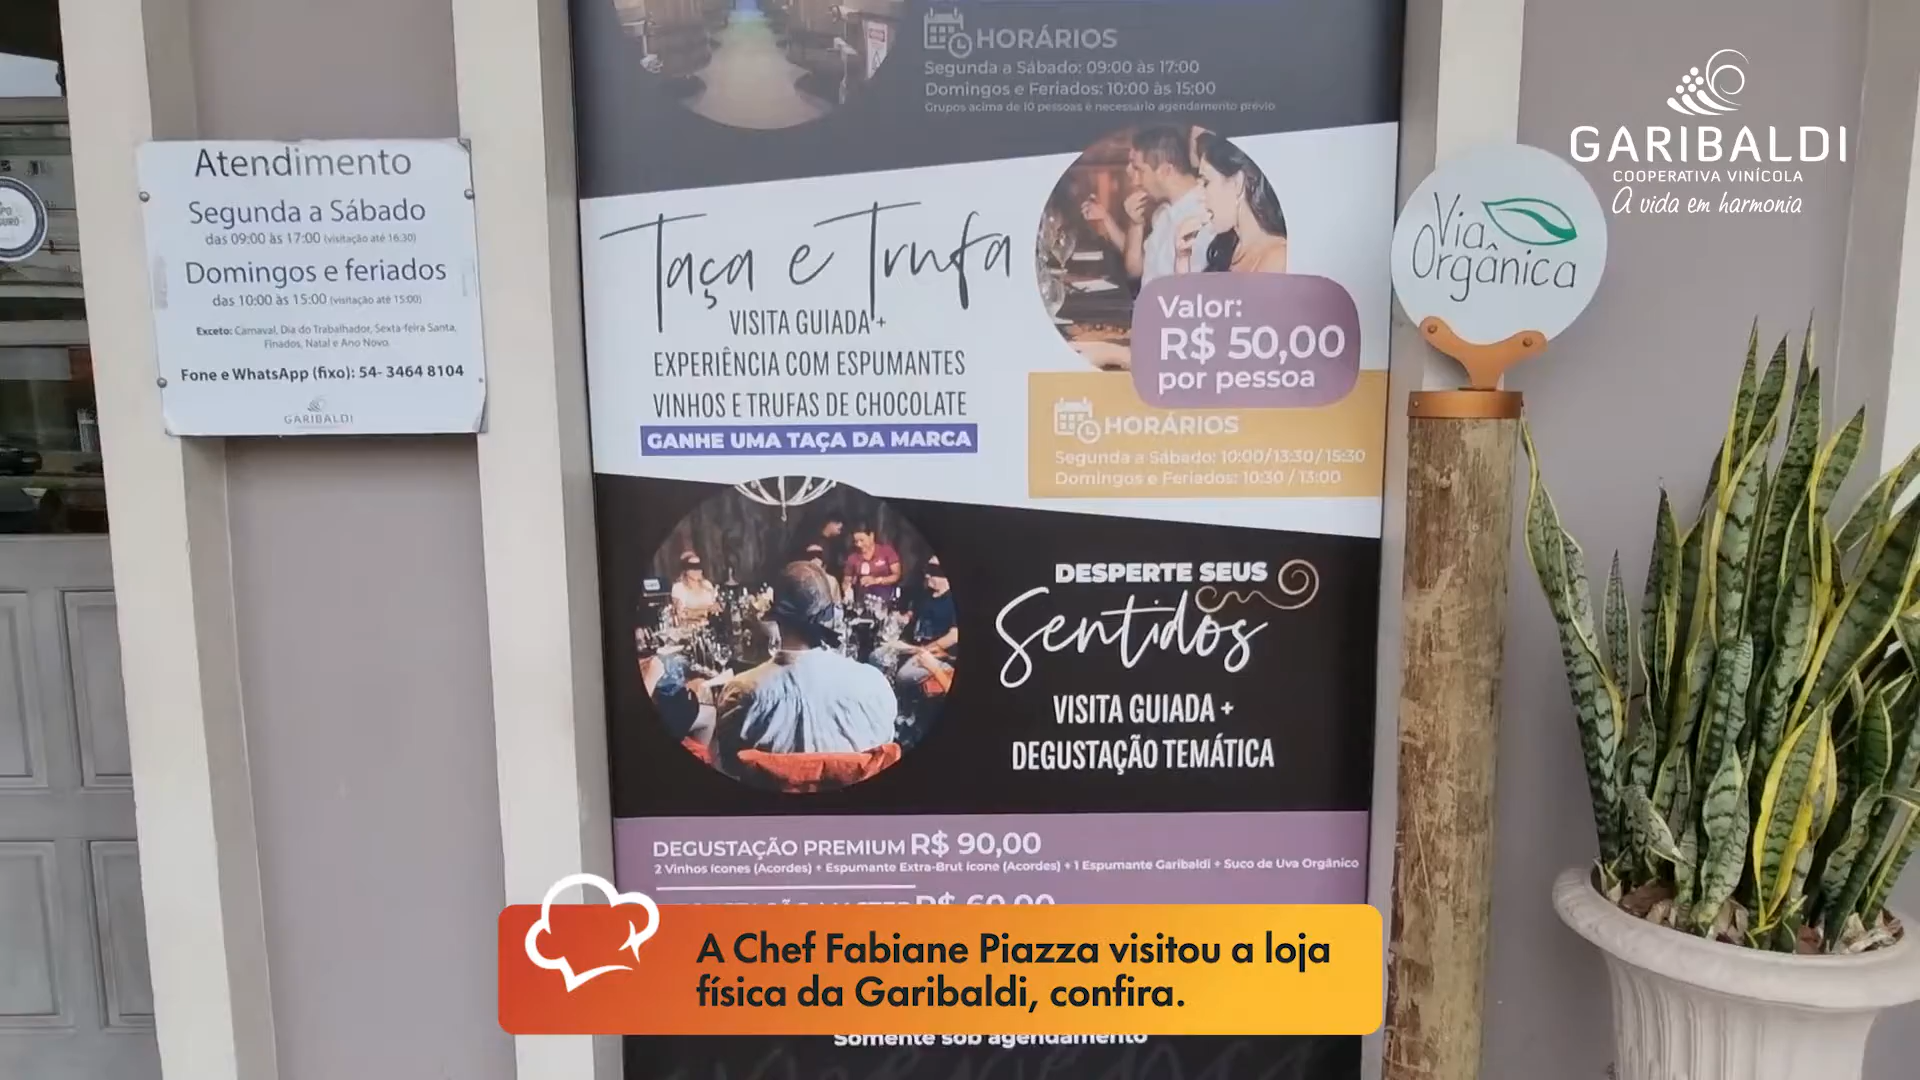 Atendimento
Segunda a Sábado
das 09:00 às 17:00 (visitação até 16:30)
Domingos e feriados
das 10:00 às 15:00 (visitação até 15:00)
Exceto: Carnaval, Dia do Trabalhador, Sexta-feira Santa,
Finados, Natal e Ano Novo.
Fone e WhatsApp (fixo): 54- 3464 8104
GARIBALDI
HORÁRIOS
Segunda a Sábado: 09:00 às 17:00
Domingos e Feriados: 10:00 às 15:00
Grupos acima de 10 pessoas é necessário agendamento prévio
Taça e Trufa
VISITA GUIADA +
EXPERIÊNCIA COM ESPUMANTES
VINHOS E TRUFAS DE CHOCOLATE
GANHE UMA TAÇA DA MARCA
Valor:
R$ 50,00
por pessoa
HORÁRIOS
Segunda a Sábado: 10:00/13:30/15:30
Domingos e Feriados: 10:30 / 13:00
DESPERTE SEUS
Sentidos
VISITA GUIADA +
DEGUSTAÇÃO TEMÁTICA
DEGUSTAÇÃO PREMIUM R$ 90,00
2 Vinhos ícones (Acordes) + Espumante Extra-Brut ícone (Acordes) + 1 Espumante Garibaldi + Suco de Uva Orgânico
Somente sob agendamento
Via
Orgânica
GARIBALDI
COOPERATIVA VINÍCOLA
A vida em harmonia
A Chef Fabiane Piazza visitou a loja
física da Garibaldi, confira.